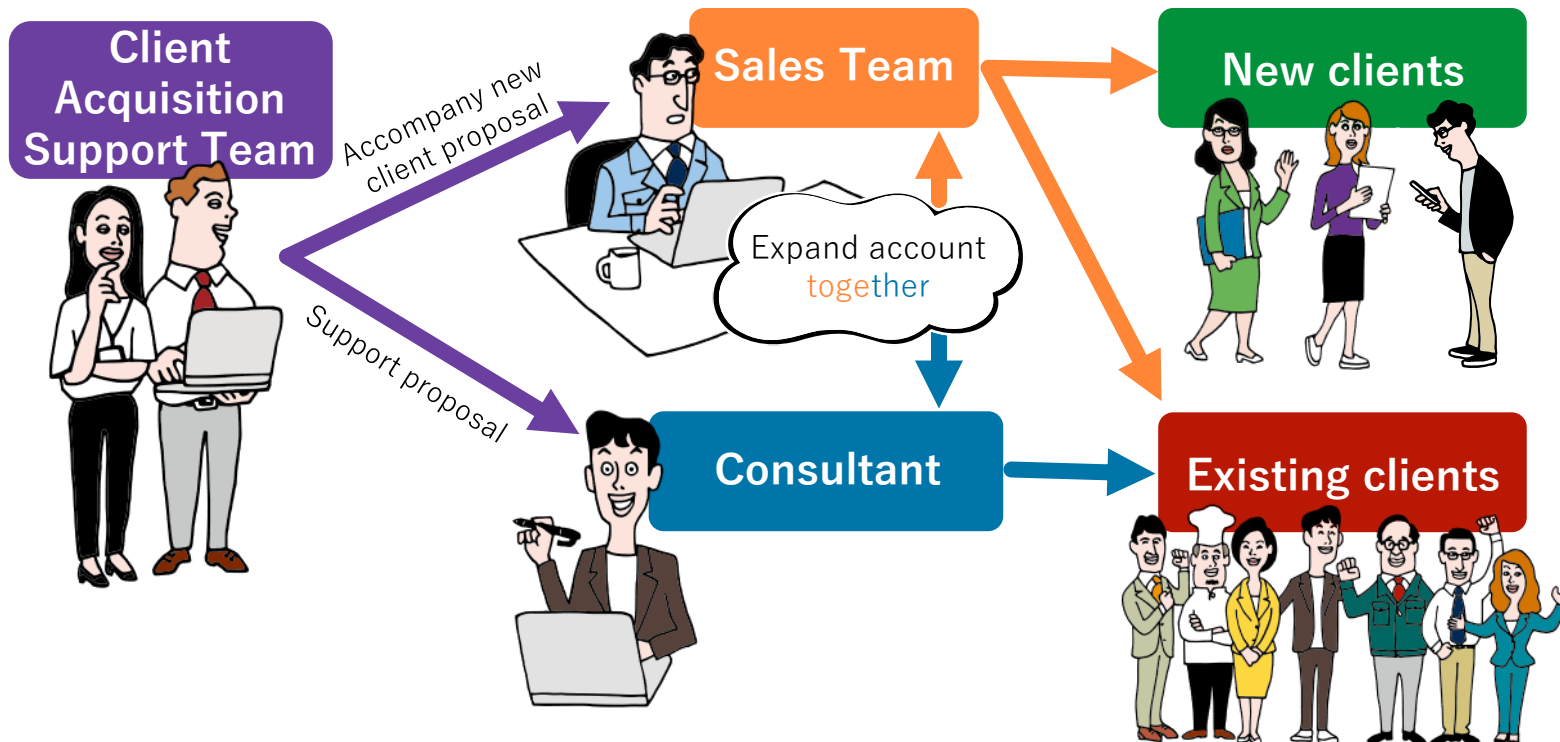 Client
Acquisition
Support Team
Accompany new
client proposal
Support proposal
Sales Team
Expand account
together
Consultant
New clients
Existing clients